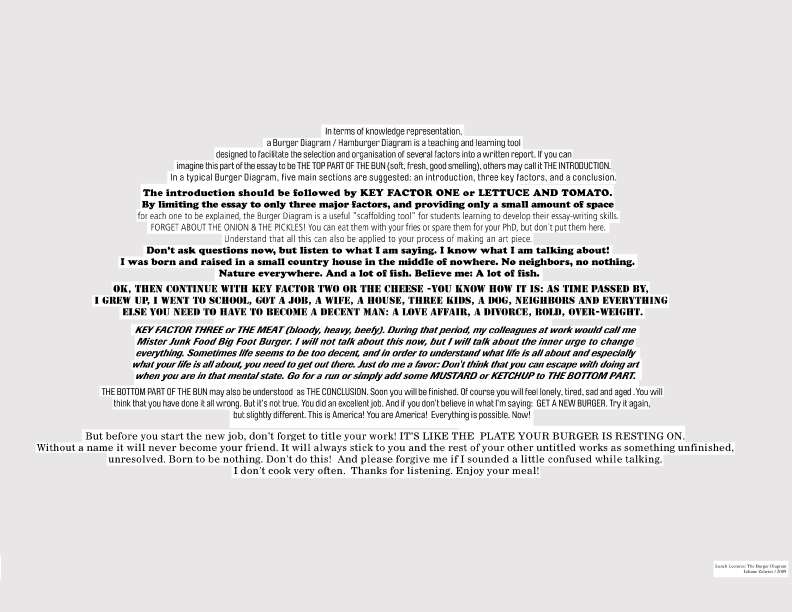 In terms of knowledge representation,
a Burger Diagram / Hamburger Diagram is a teaching and learning tool
designed to facilitate the selection and organisation of several factors into a written report. If you can
imagine this part of the essay to be THE TOP PART OF THE BUN (soft, fresh, good smelling), others may call it THE INTRODUCTION.
In a typical Burger Diagram, five main sections are suggested: an introduction, three key factors, and a conclusion.
The introduction should be followed by KEY FACTOR ONE or LETTUCE AND TOMATO.
By limiting the essay to only three major factors, and providing only a small amount of space
for each one to be explained, the Burger Diagram is a useful "scaffolding tool" for students learning to develop their essay-writing skills.
FORGET ABOUT THE ONION & THE PICKLES! You can eat them with your fries or spare them for your PhD, but don't put them here.
Understand that all this can also be applied to your process of making an art piece.
Don't ask questions now, but listen to what I am saying. I know what I am talking about!
I was born and raised in a small country house in the middle of nowhere. No neighbors, no nothing.
Nature everywhere. And a lot of fish. Believe me: A lot of fish.
OK, THEN CONTINUE WITH KEY FACTOR TWO OR THE CHEESE -YOU KNOW HOW IT IS: AS TIME PASSED BY,
I GREW UP, I WENT TO SCHOOL, GOT A JOB, A WIFE, A HOUSE, THREE KIDS, A DOG, NEIGHBORS AND EVERYTHING
ELSE YOU NEED TO HAVE TO BECOME A DECENT MAN: A LOVE AFFAIR, A DIVORCE, BOLD, OVER-WEIGHT.
KEY FACTOR THREE or THE MEAT (bloody, heavy, beefy). During that period, my colleagues at work would call me
Mister Junk Food Big Foot Burger. I will not talk about this now, but I will talk about the inner urge to change
everything. Sometimes life seems to be too decent, and in order to understand what life is all about and especially
what your life is all about, you need to get out there. Just do me a favor: Don't think that you can escape with doing art
when you are in that mental state. Go for a run or simply add some MUSTARD or KETCHUP to THE BOTTOM PART.
THE BOTTOM PART OF THE BUN may also be understood as THE CONCLUSION. Soon you will be finished. Of course you will feel lonely, tired, sad and aged. You will
think that you have done it all wrong. But it's not true. You did an excellent job. And if you don't believe in what I'm saying: GET A NEW BURGER. Try it again,
but slightly different. This is America! You are America! Everything is possible. Now!
But before you start the new job, don't forget to title your work! IT'S LIKE THE PLATE YOUR BURGER IS RESTING ON.
Without a name it will never become your friend. It will always stick to you and the rest of your other untitled works as something unfinished,
unresolved. Born to be nothing. Don't do this! And please forgive me if I sounded a little confused while talking.
I don't cook very often. Thanks for listening. Enjoy your meal!
Lunch Lectures: The Burger Diagram
/ 2009